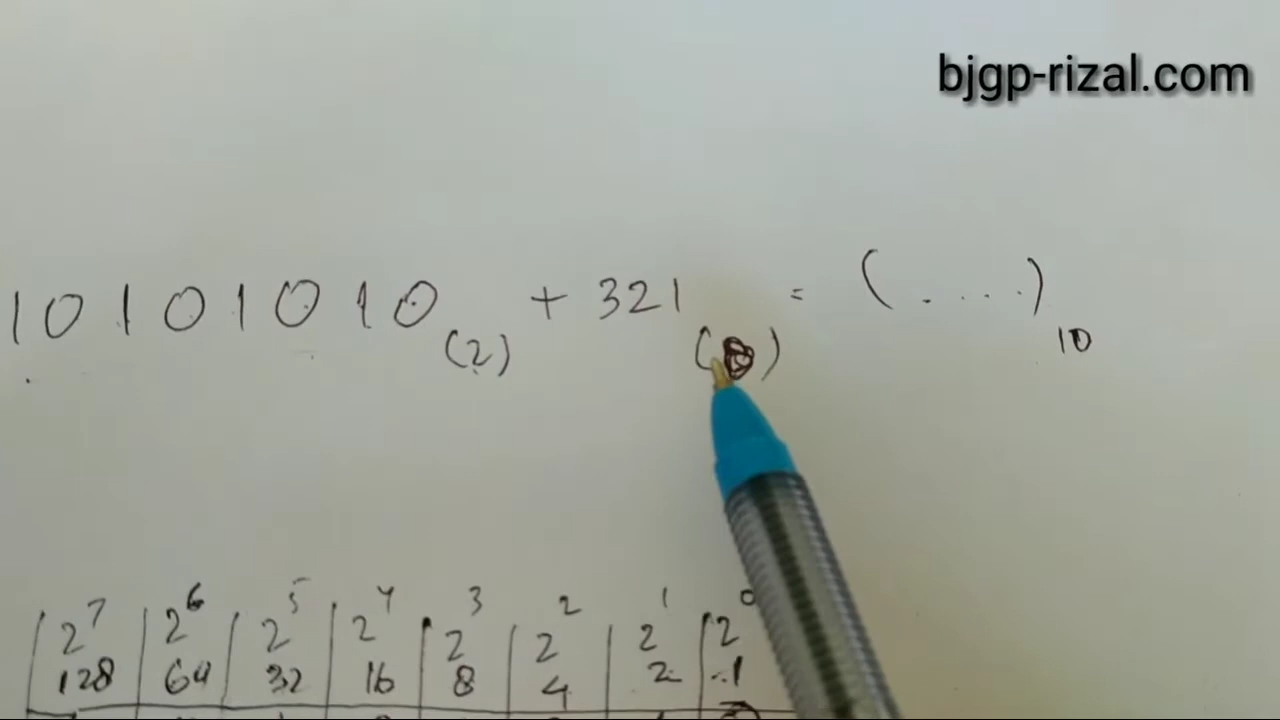 bjgp-rizal.com
10101010 + 321 = (....)
(2) ( ) 10
2^7 2^6 2^5 2^4 2^3 2^2 2^1 2^0
128 64 32 16 8 4 2 1